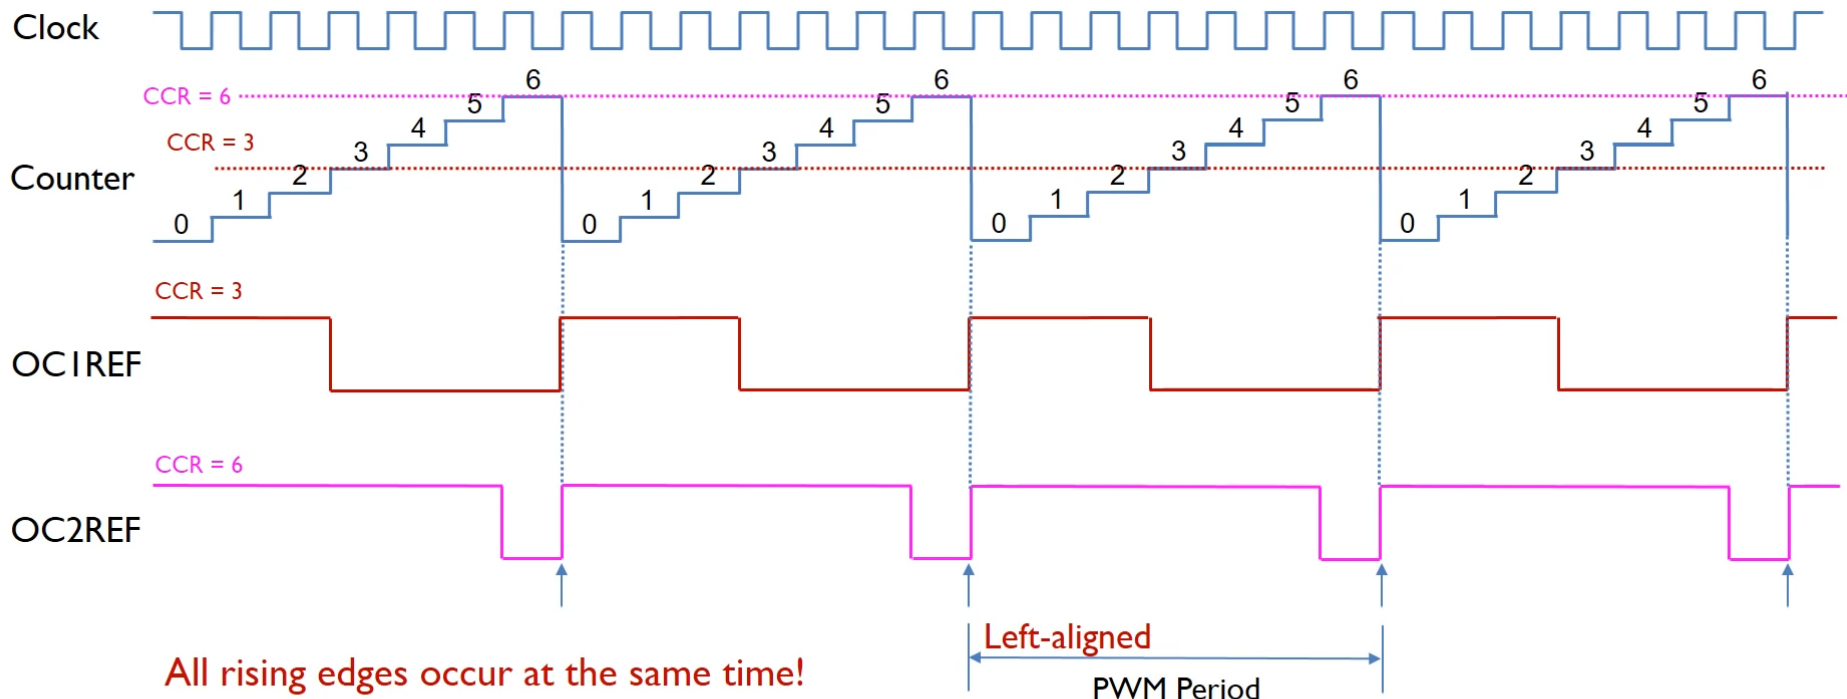 Clock
CCR = 6
6 6 6 6
5 5 5 5
4 4 4 4
CCR = 3
3 3 3 3
Counter
2 2 2 2
1 1 1 1
0 0 0 0
CCR = 3
OC1REF
CCR = 6
OC2REF
Left-aligned
All rising edges occur at the same time!
PWM Period